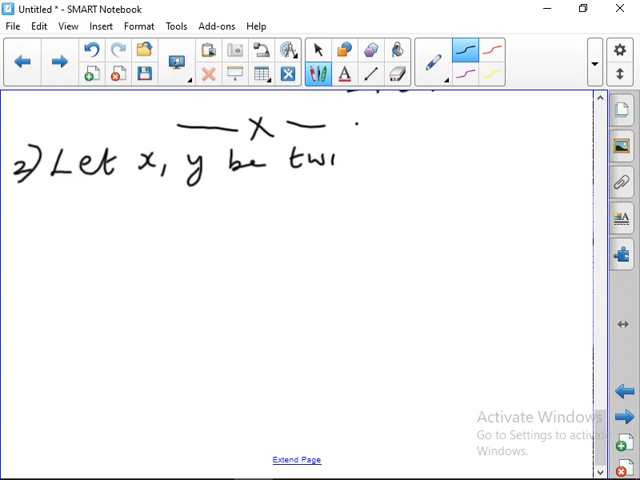 Untitled * - SMART Notebook
File Edit View Insert Format Tools Add-ons Help
x
2) Let x, y be tw
Activate Windows
Go to Settings to activate
Windows.
Extend Page